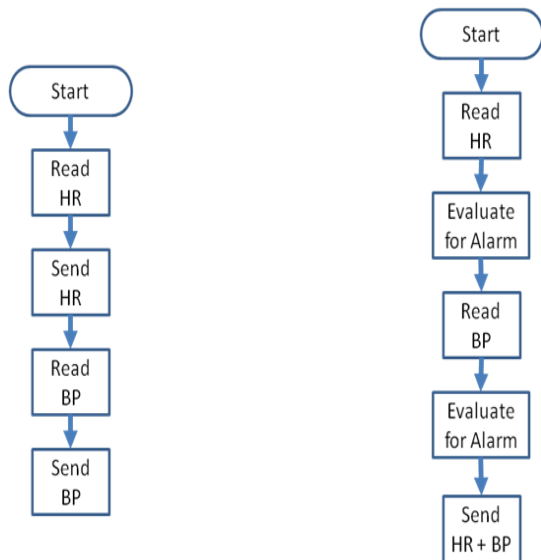 Start
Read
HR
Send
HR
Read
BP
Send
BP
Start
Read
HR
Evaluate
for Alarm
Read
BP
Evaluate
for Alarm
Send
HR + BP